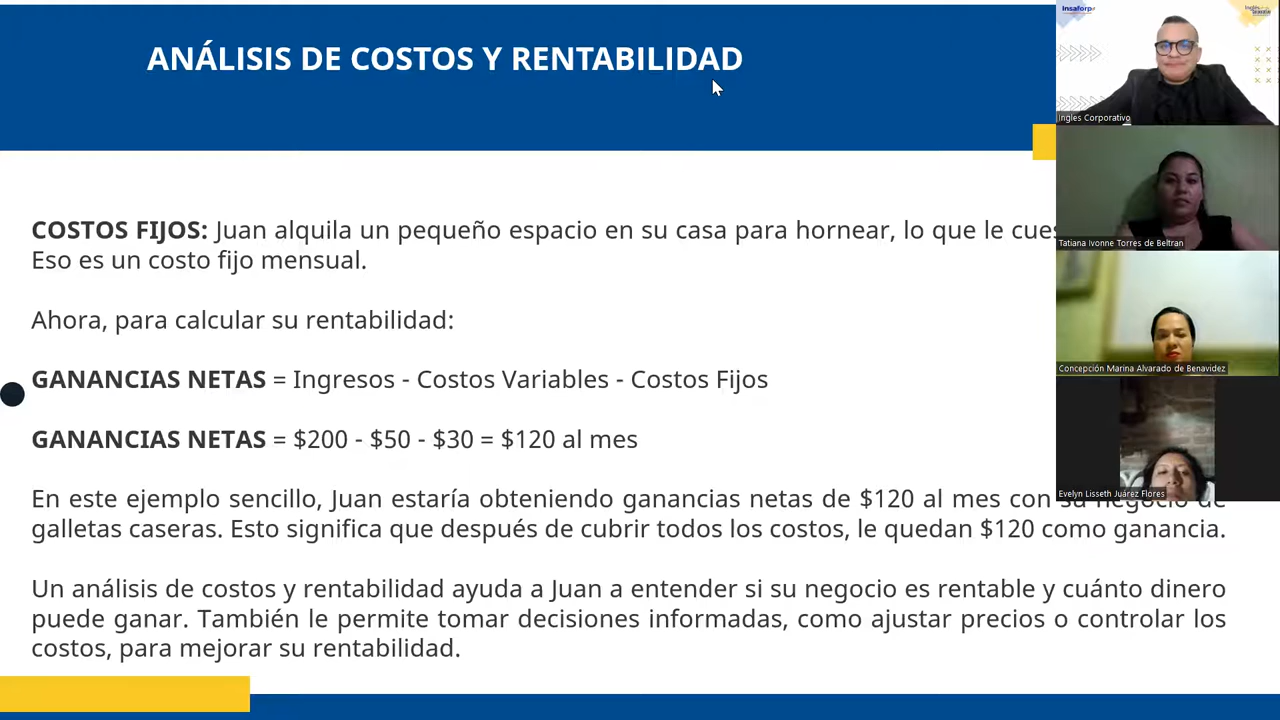 ANÁLISIS DE COSTOS Y RENTABILIDAD
COSTOS FIJOS: Juan alquila un pequeño espacio en su casa para hornear, lo que le
Eso es un costo fijo mensual.
Ahora, para calcular su rentabilidad:
GANANCIAS NETAS = Ingresos - Costos Variables - Costos Fijos
GANANCIAS NETAS = $200 - $50 - $30 = $120 al mes
En este ejemplo sencillo, Juan estaría obteniendo ganancias netas de $120 al mes con su negocio de
galletas caseras. Esto significa que después de cubrir todos los costos, le quedan $120 como ganancia.
Un análisis de costos y rentabilidad ayuda a Juan a entender si su negocio es rentable y cuánto dinero
puede ganar. También le permite tomar decisiones informadas, como ajustar precios o controlar los
costos, para mejorar su rentabilidad.
Insaforp
Ingles Corporativo
Tatiana Ivonne Torres de Beltran
Concepción Marina Alvarado de Benavidez
Evelyn Lisseth Juárez Flores